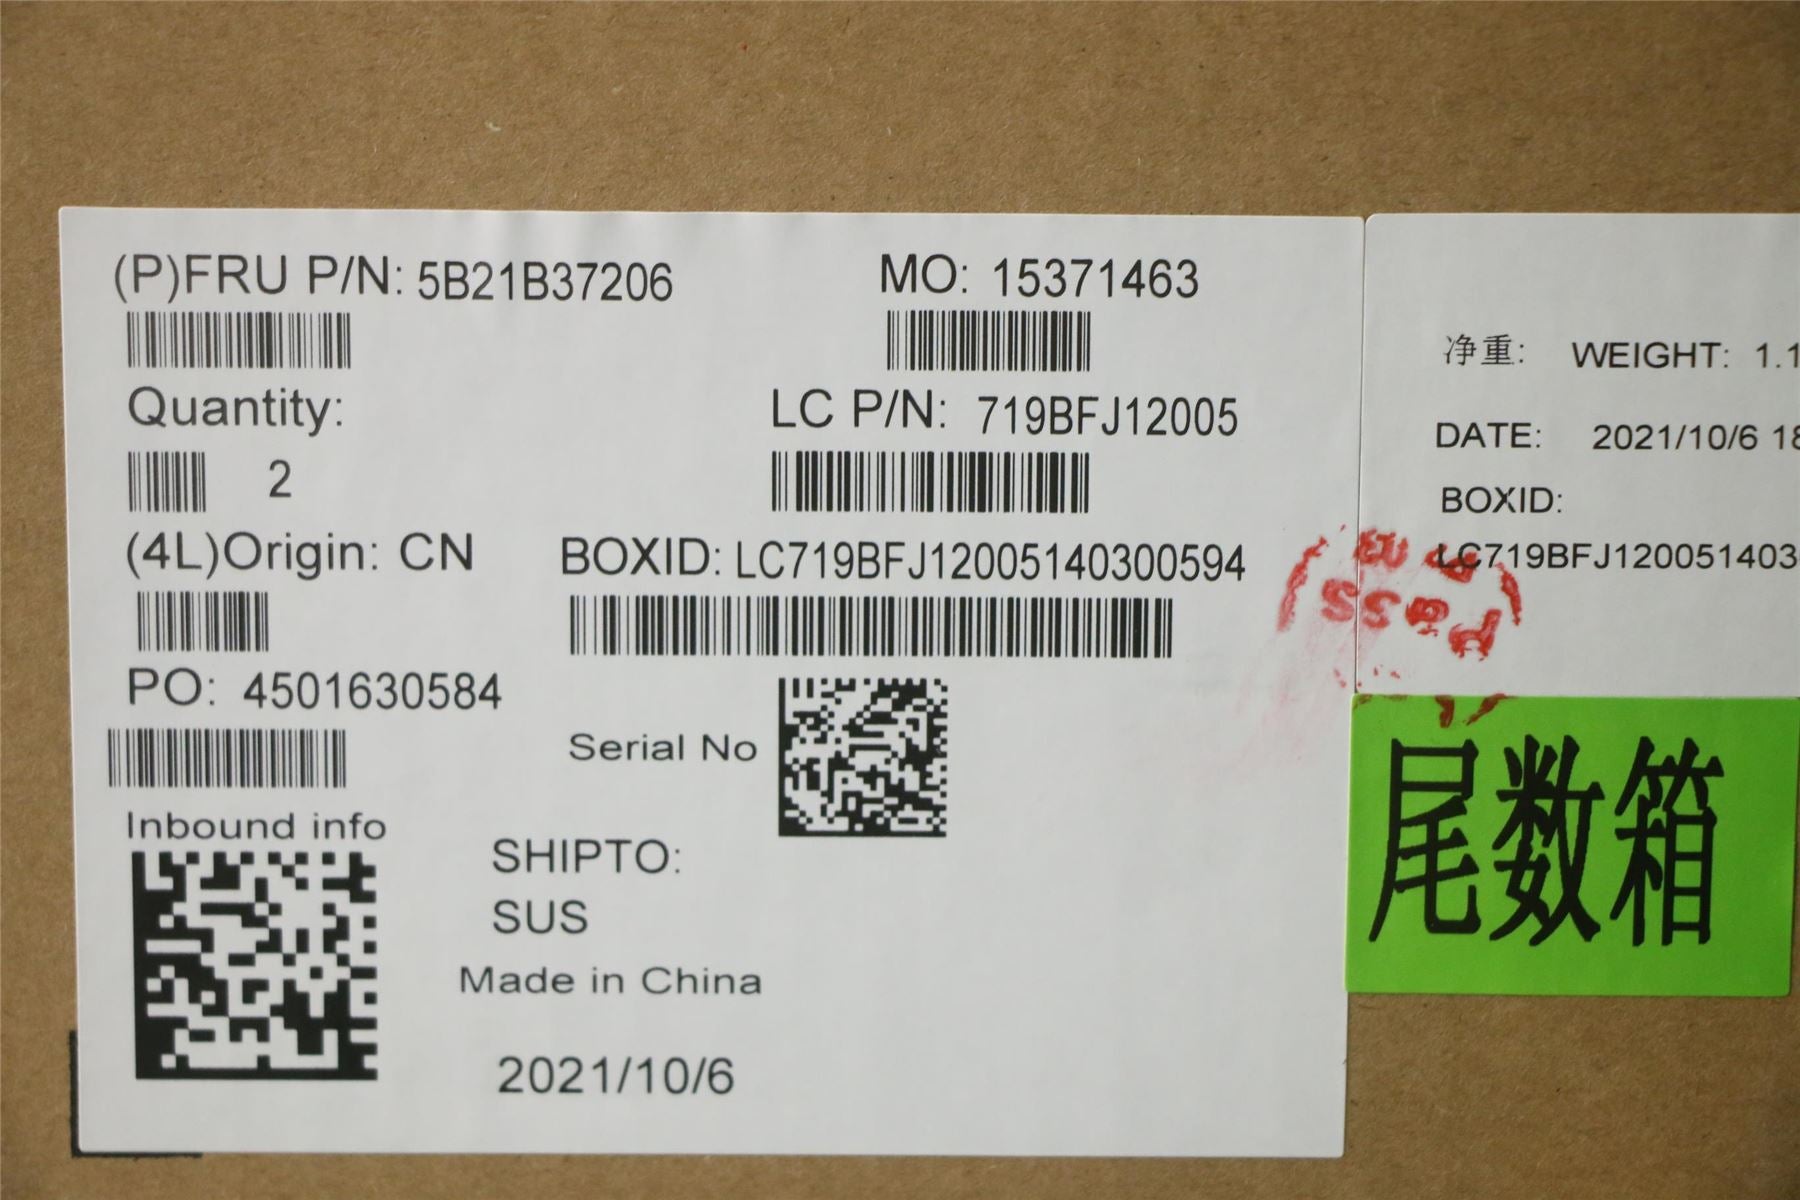 (P)FRU P/N: 5B21B37206
MO: 15371463
Quantity:
2
LC P/N: 719BFJ12005
(4L)Origin: CN
BOXID: LC719BFJ12005140300594
PO: 4501630584
Serial No
Inbound info
SHIPTO:
SUS
Made in China
2021/10/6
净重: WEIGHT: 1.1
DATE: 2021/10/6 18
BOXID:
LC719BFJ120051403
Pass
尾数箱